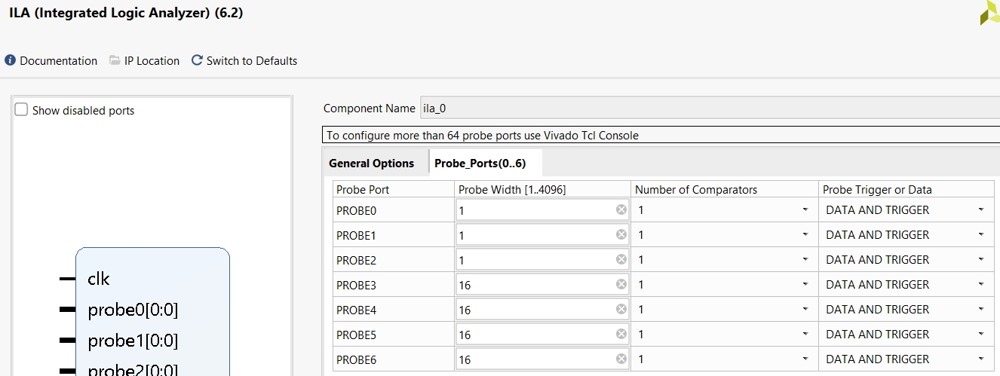 ILA (Integrated Logic Analyzer) (6.2)
Documentation IP Location Switch to Defaults
Show disabled ports
clk
probe0[0:0]
probe1[0:0]
probe2[0:0]
Component Name ila_0
To configure more than 64 probe ports use Vivado Tcl Console
General Options Probe_Ports(0..6)
Probe Port Probe Width [1..4096] Number of Comparators Probe Trigger or Data
PROBE0 1 1 DATA AND TRIGGER
PROBE1 1 1 DATA AND TRIGGER
PROBE2 1 1 DATA AND TRIGGER
PROBE3 16 1 DATA AND TRIGGER
PROBE4 16 1 DATA AND TRIGGER
PROBE5 16 1 DATA AND TRIGGER
PROBE6 16 1 DATA AND TRIGGER